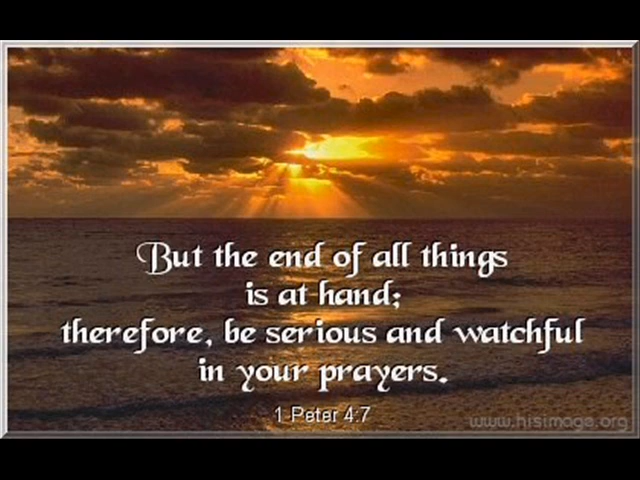 But the end of all things
is at hand;
therefore, be serious and watchful
in your prayers.
1 Peter 4:7
www.hisimage.org